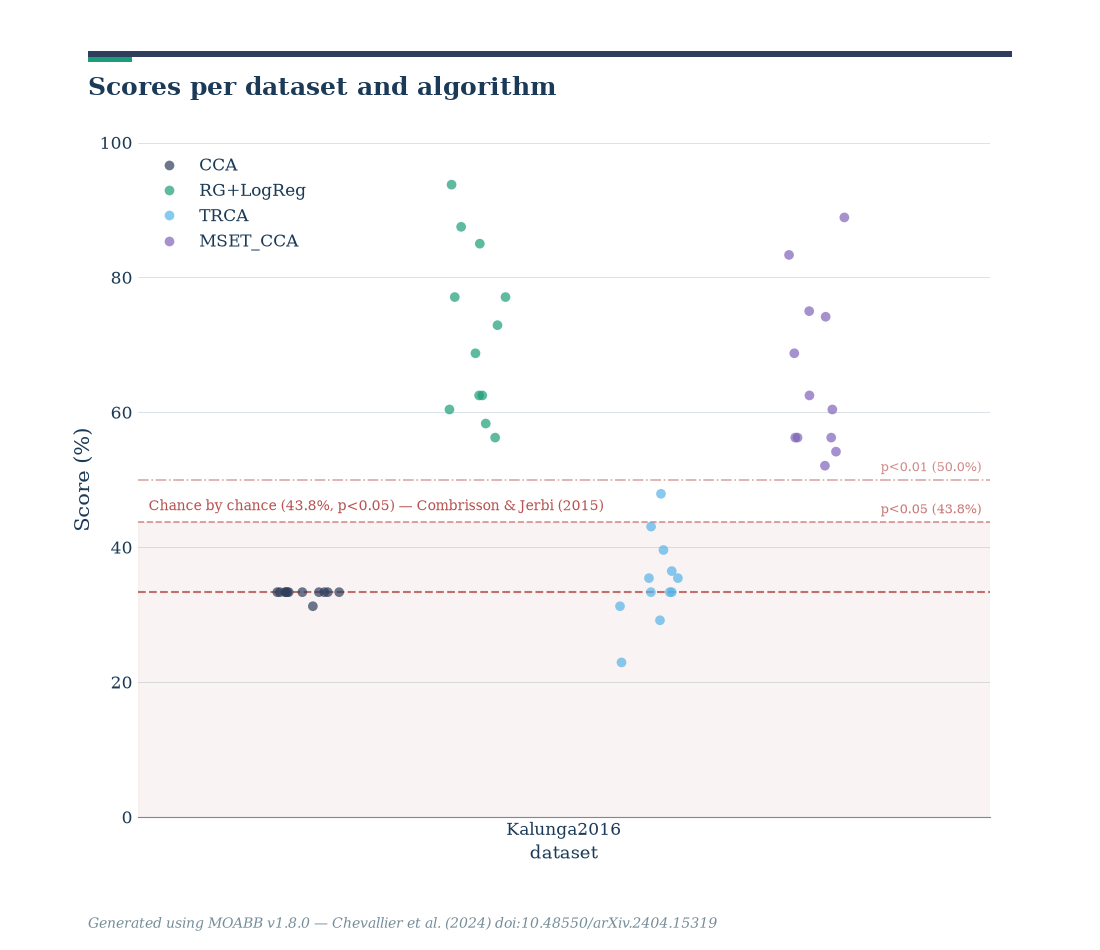 Scores per dataset and algorithm
100
CCA
RG+LogReg
TRCA
MSET_CCA
80
60
Score (%)
p<0.01 (50.0%)
Chance by chance (43.8%, p<0.05) — Combrisson & Jerbi (2015)
p<0.05 (43.8%)
40
20
0
Kalunga2016
dataset
Generated using MOABB v1.8.0 — Chevallier et al. (2024) doi:10.48550/arXiv.2404.15319